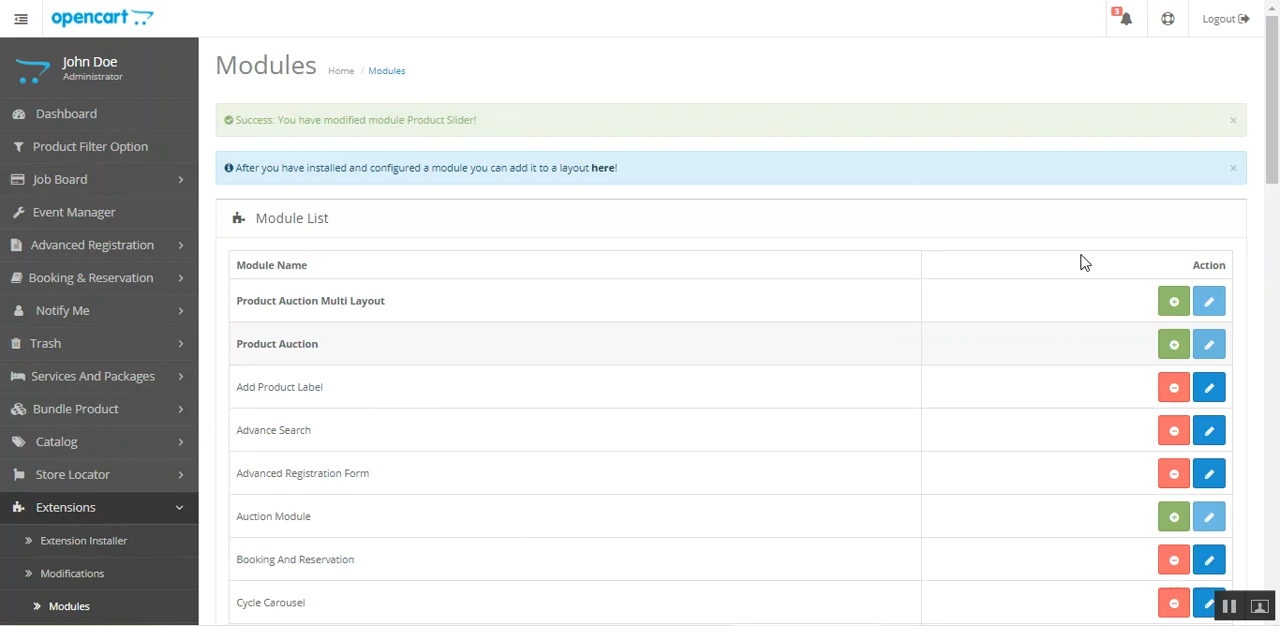 opencart
3
Logout
John Doe
Administrator
Modules
Home / Modules
Dashboard
Product Filter Option
Job Board
Event Manager
Advanced Registration
Booking & Reservation
Notify Me
Trash
Services And Packages
Bundle Product
Catalog
Store Locator
Extensions
Extension Installer
Modifications
Modules
Success: You have modified module Product Slider!
×
After you have installed and configured a module you can add it to a layout here!
×
Module List
Module Name
Action
Product Auction Multi Layout
Product Auction
Add Product Label
Advance Search
Advanced Registration Form
Auction Module
Booking And Reservation
Cycle Carousel